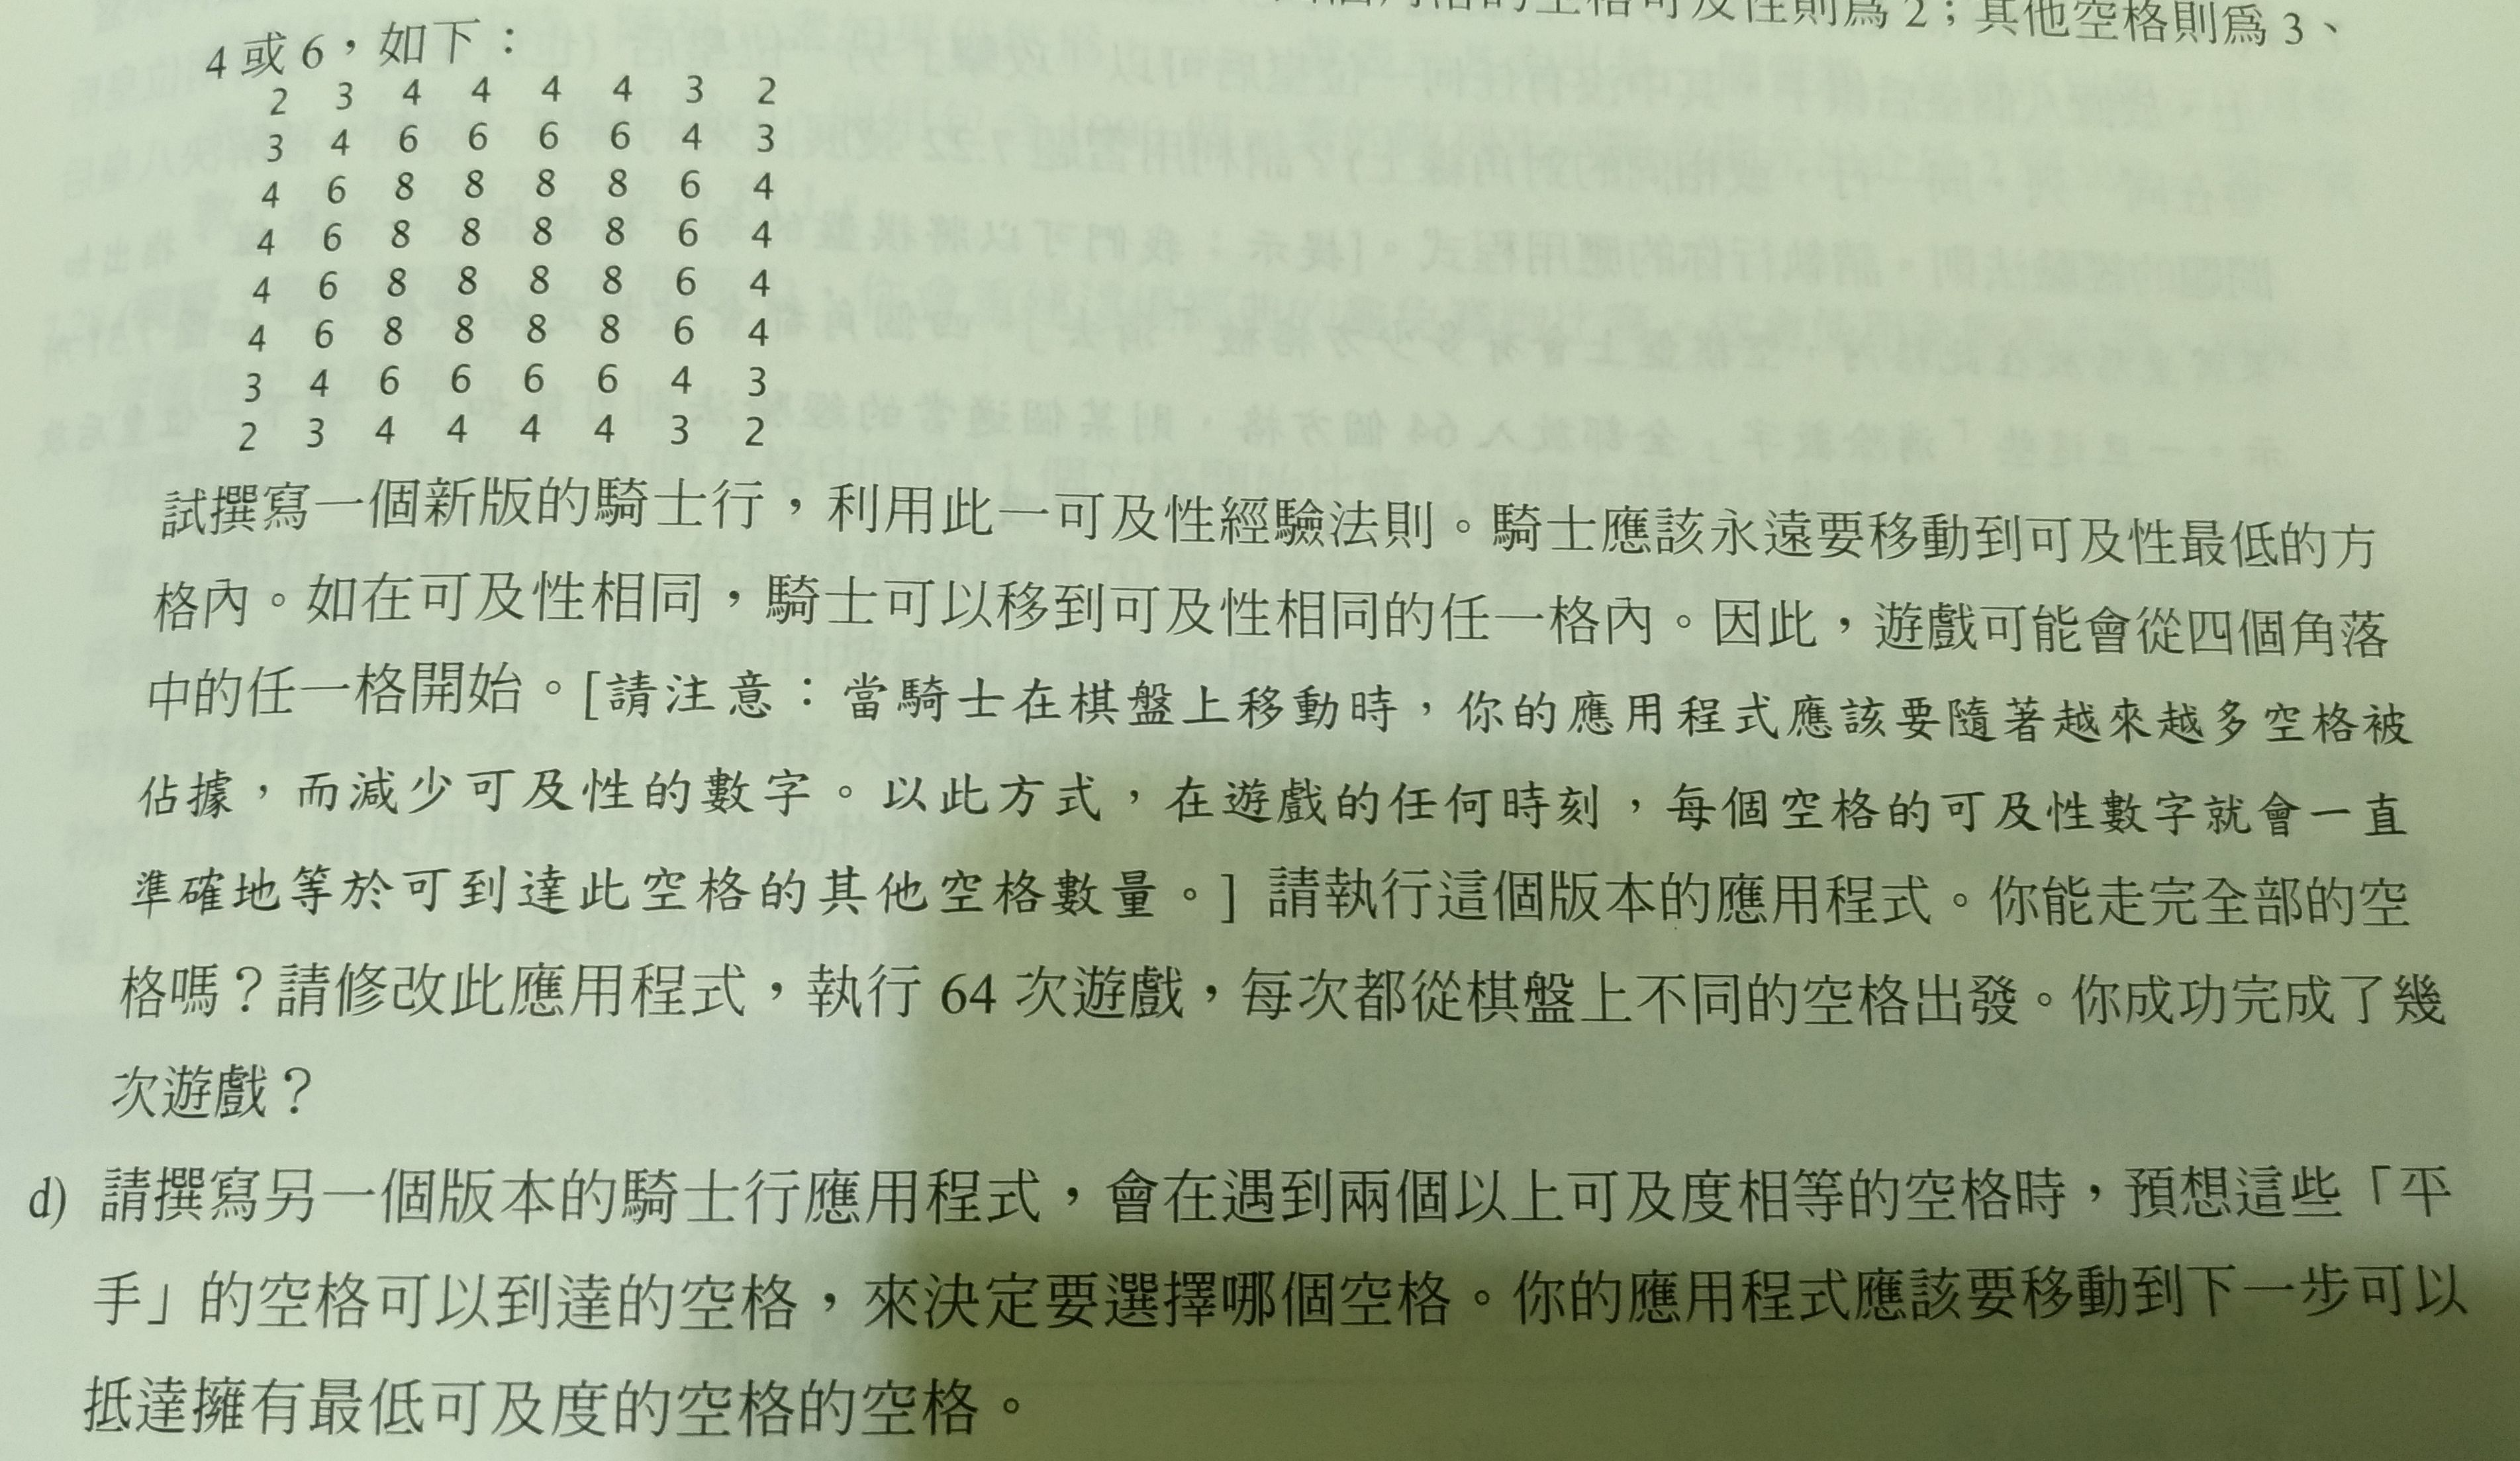 的空格可及性則為 2；其他空格則為 3、
4 或 6，如下：
2 3 4 4 4 4 3 2
3 4 6 6 6 6 4 3
4 6 8 8 8 8 6 4
4 6 8 8 8 8 6 4
4 6 8 8 8 8 6 4
4 6 8 8 8 8 6 4
3 4 6 6 6 6 4 3
2 3 4 4 4 4 3 2
試撰寫一個新版的騎士行，利用此一可及性經驗法則。騎士應該永遠要移動到可及性最低的方
格內。如在可及性相同，騎士可以移到可及性相同的任一格內。因此，遊戲可能會從四個角落
中的任一格開始。[請注意：當騎士在棋盤上移動時，你的應用程式應該要隨著越來越多空格被
佔據，而減少可及性的數字。以此方式，在遊戲的任何時刻，每個空格的可及性數字就會一直
準確地等於可到達此空格的其他空格數量。] 請執行這個版本的應用程式。你能走完全部的空
格嗎？請修改此應用程式，執行 64 次遊戲，每次都從棋盤上不同的空格出發。你成功完成了幾
次遊戲？
d) 請撰寫另一個版本的騎士行應用程式，會在遇到兩個以上可及度相等的空格時，預想這些「平
手」的空格可以到達的空格，來決定要選擇哪個空格。你的應用程式應該要移動到下一步可以
抵達擁有最低可及度的空格的空格。